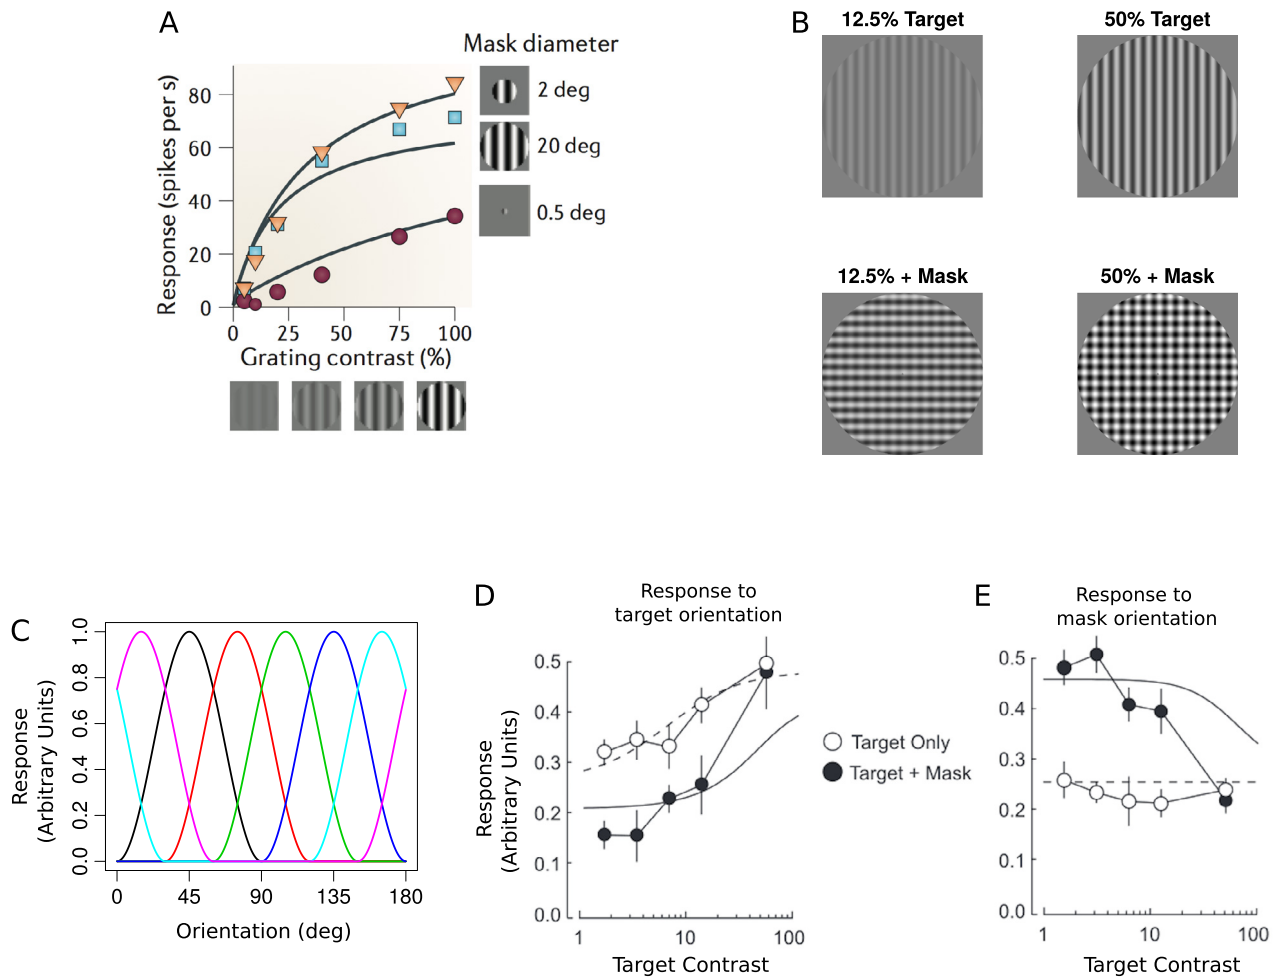 A
Mask diameter
2 deg
20 deg
0.5 deg
Response (spikes per s)
80
60
40
20
0
0 25 50 75 100
Grating contrast (%)
B
12.5% Target
50% Target
12.5% + Mask
50% + Mask
C
Response
(Arbitrary Units)
1.0
0.8
0.6
0.4
0.2
0.0
0 45 90 135 180
Orientation (deg)
D
Response to
target orientation
Response
(Arbitrary Units)
0.5
0.4
0.3
0.2
0.1
0.0
1 10 100
Target Contrast
Target Only
Target + Mask
E
Response to
mask orientation
0.5
0.4
0.3
0.2
0.1
0.0
1 10 100
Target Contrast